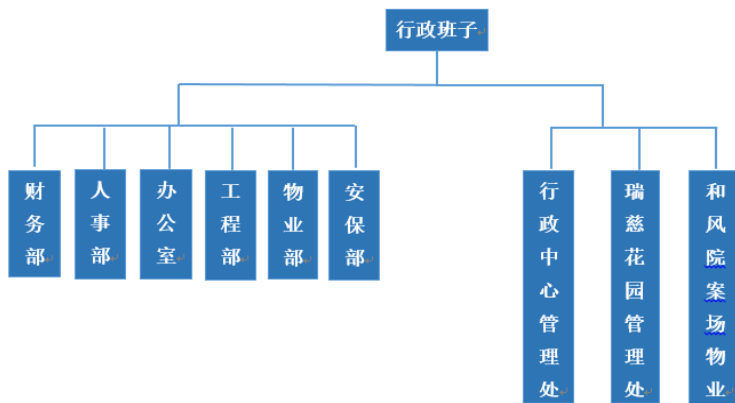 行政班子
财务部
人事部
办公室
工程部
物业部
安保部
行政中心管理处
瑞慈花园管理处
和风院案场物业